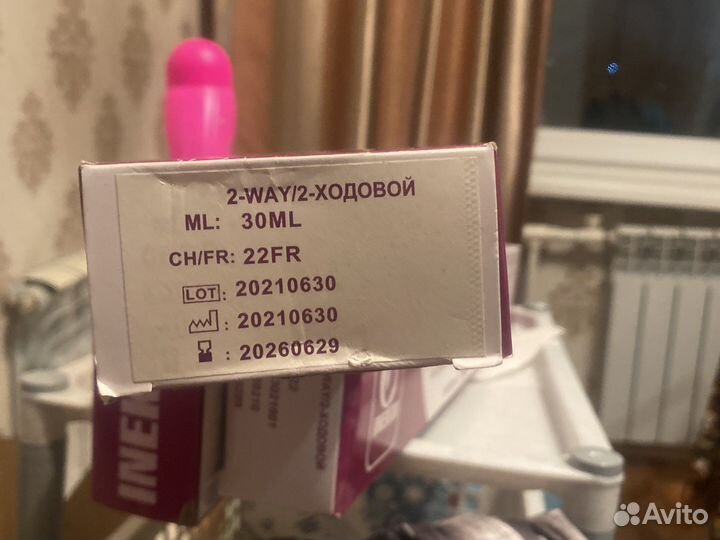 2-WAY/2-ХОДОВОЙ
ML: 30ML
CH/FR: 22FR
LOT: 20210630
: 20210630
: 20260629
INE
Avito